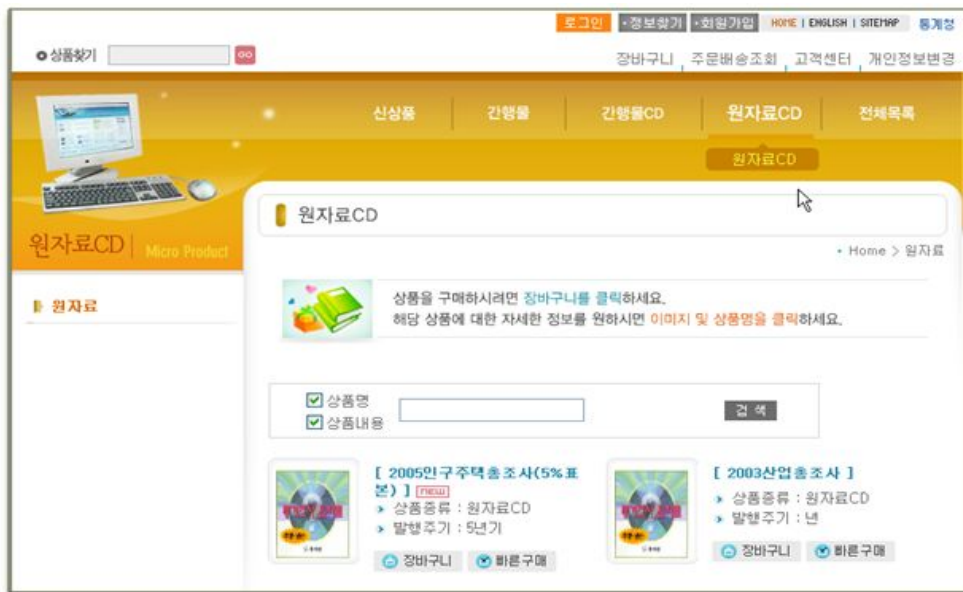 로그인 ·정보찾기 ·회원가입 HOME | ENGLISH | SITEMAP 통계청
상품찾기 GO 장바구니 주문배송조회 고객센터 개인정보변경
신상품 간행물 간행물CD 원자료CD 전체목록
원자료CD
원자료CD | Micro Product
원자료CD
• Home > 원자료
원자료
상품을 구매하시려면 장바구니를 클릭하세요.
해당 상품에 대한 자세한 정보를 원하시면 이미지 및 상품명을 클릭하세요.
상품명
상품내용
검 색
[ 2005인구주택총조사(5%표
본) ] new
상품종류 : 원자료CD
발행주기 : 5년기
장바구니 빠른구매
[ 2003산업총조사 ]
상품종류 : 원자료CD
발행주기 : 년
장바구니 빠른구매